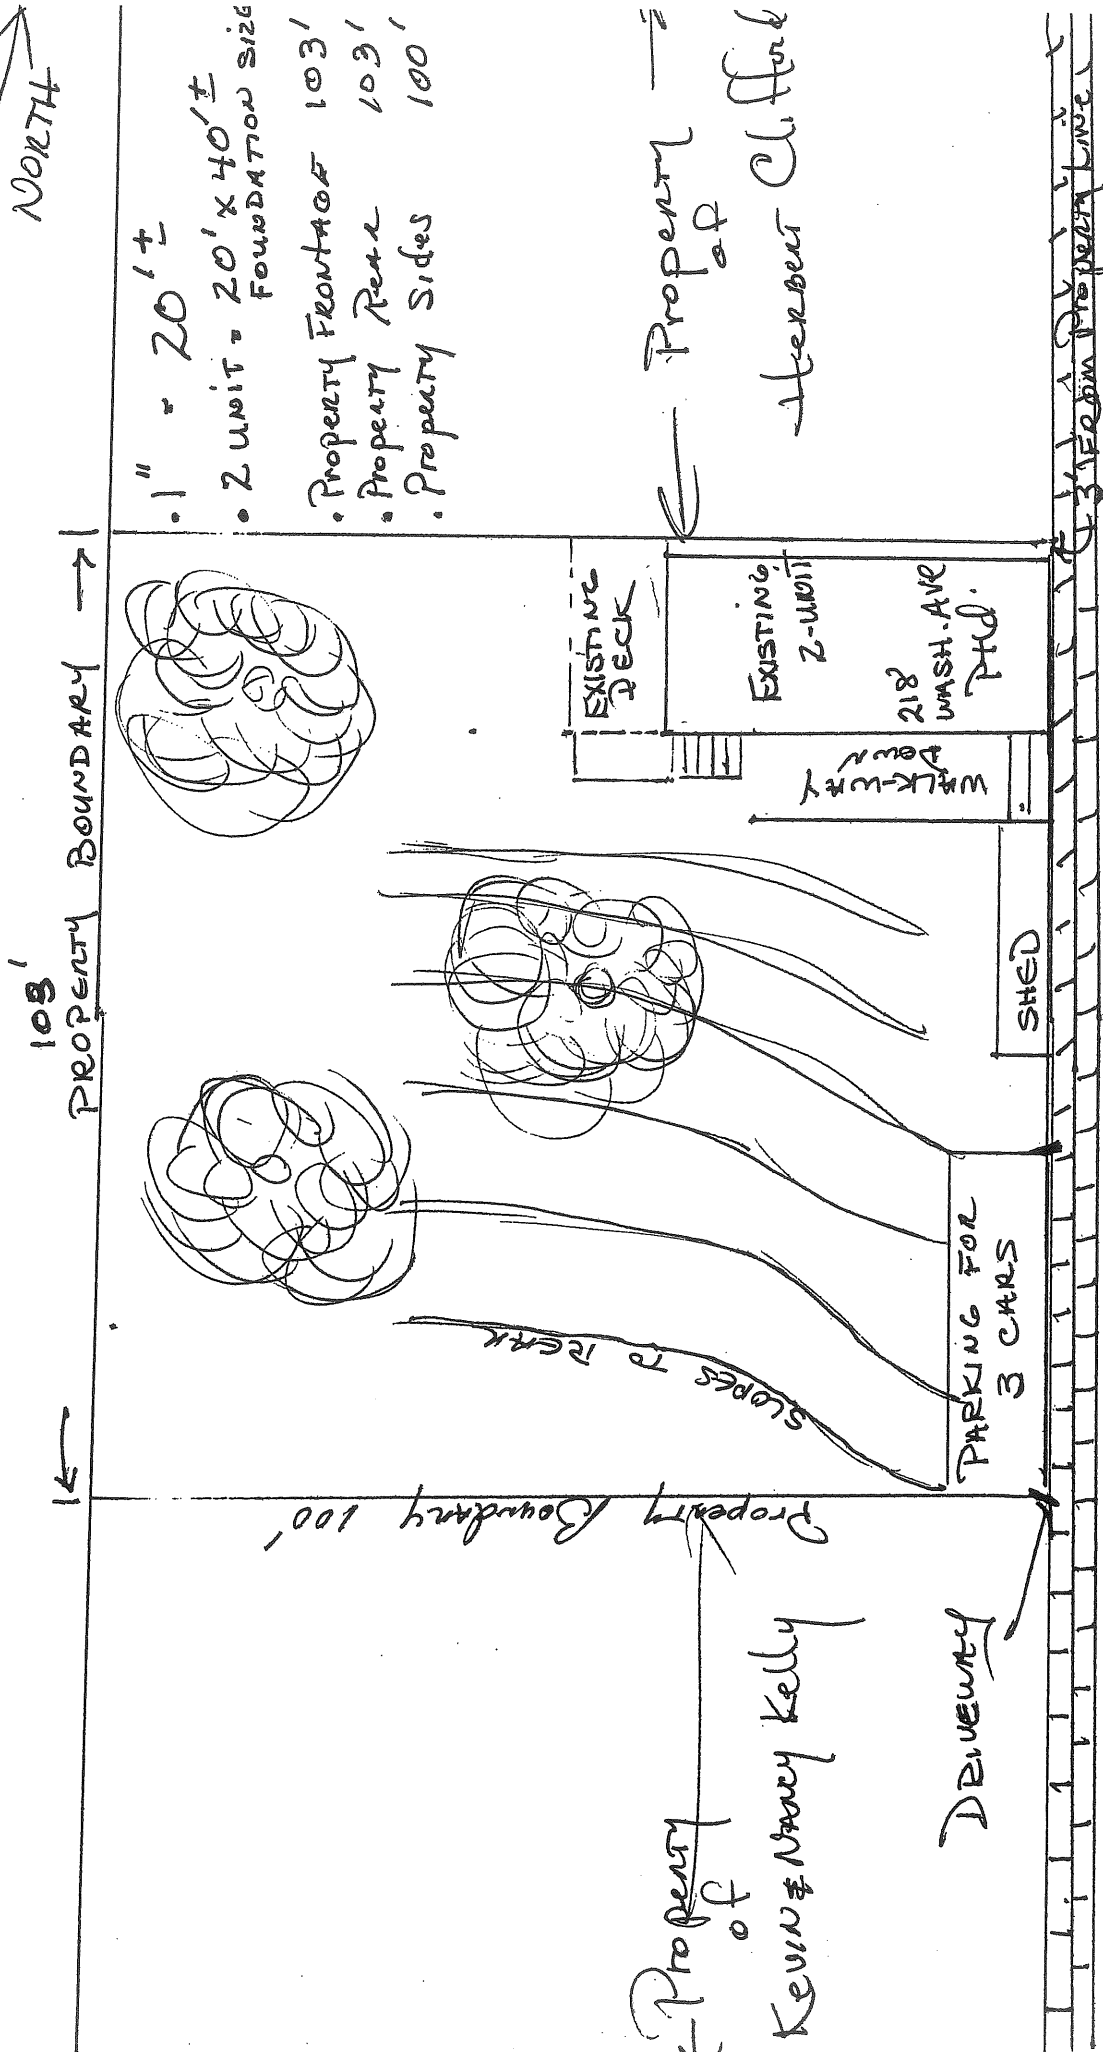 NORTH
103'
PROPERTY BOUNDARY
• 1" = 20'±
• 2 UNIT = 20' x 40'±
FOUNDATION SIZE
• PROPERTY FRONTAGE 103'
• PROPERTY REAR 103'
• PROPERTY SIDES 100'
Property Boundary 100'
SLOPES TO REAR
EXISTING
DECK
EXISTING
2-UNIT
218
WASH. AVE
PTLD.
WALK-WAY
DOWN
SHED
PARKING FOR
3 CARS
Property
of
Kevin & Nancy Kelly
DRIVEWAY
Property
of
Herbert Clifford
3' FROM Property Line